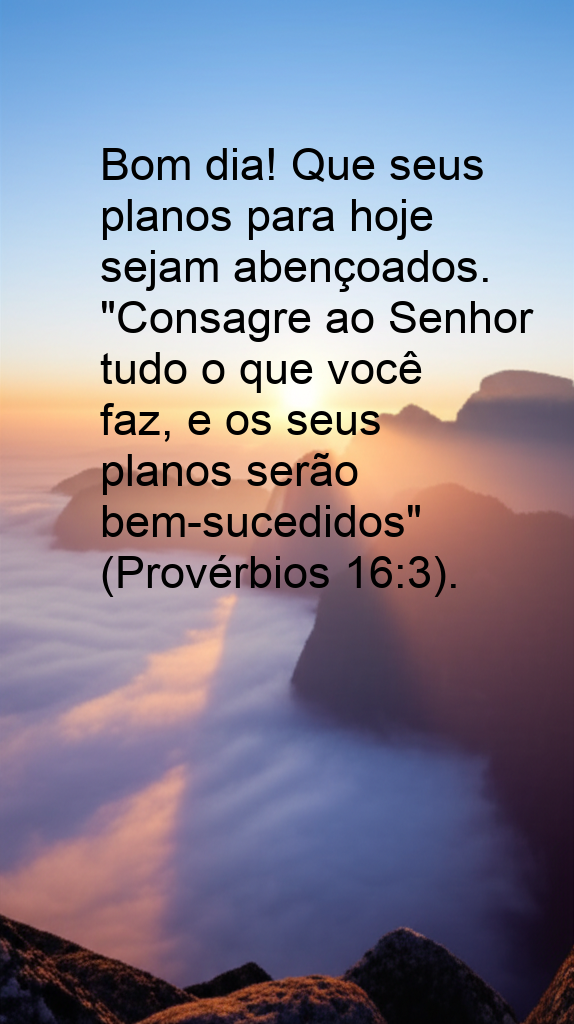 Bom dia! Que seus
planos para hoje
sejam abençoados.
"Consagre ao Senhor
tudo o que você
faz, e os seus
planos serão
bem-sucedidos"
(Provérbios 16:3).